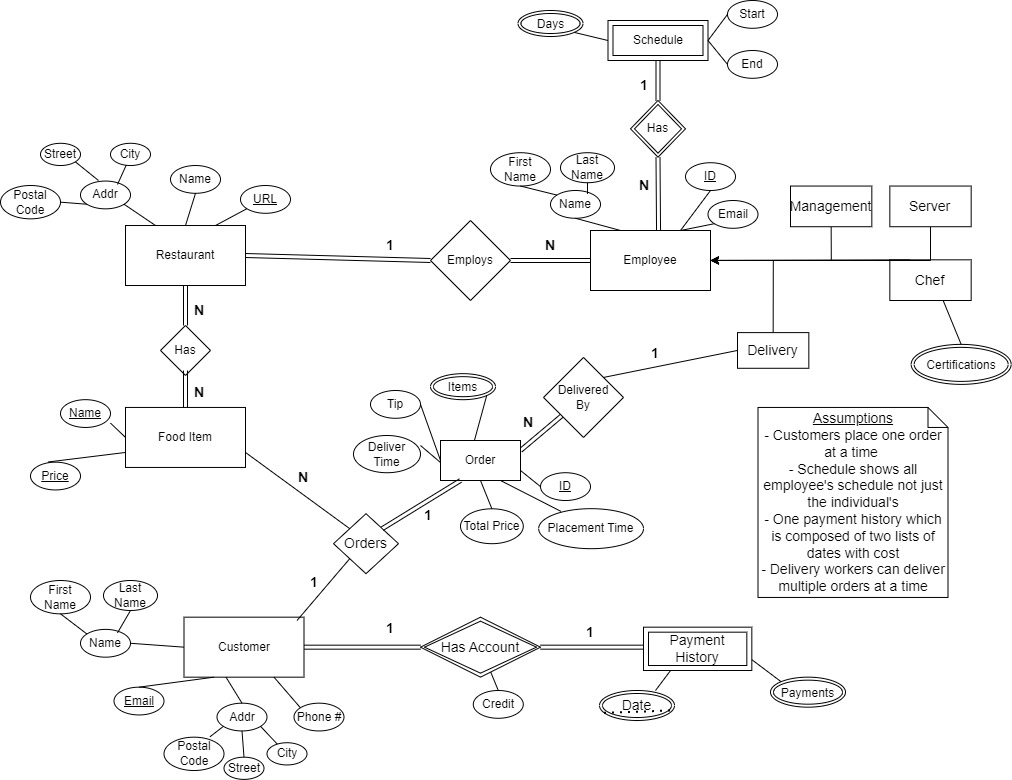 Start
Days
Schedule
End
1
Has
Street
City
First
Name
Last
Name
Name
ID
N
Postal
Code
Addr
URL
Name
Email
Management
Server
1
N
Restaurant
Employs
Employee
Chef
N
Has
Delivery
1
Certifications
N
Items
Delivered
By
Tip
Name
N
Food Item
Deliver
Time
Order
Price
N
ID
1
Total Price
Placement Time
Orders
Assumptions
- Customers place one order
at a time
- Schedule shows all
employee's schedule not just
the individual's
- One payment history which
is composed of two lists of
dates with cost
- Delivery workers can deliver
multiple orders at a time
1
First
Name
Last
Name
Name
1
1
Customer
Has Account
Payment
History
Email
Addr
Phone #
Credit
Date
Payments
Postal
Code
Street
City